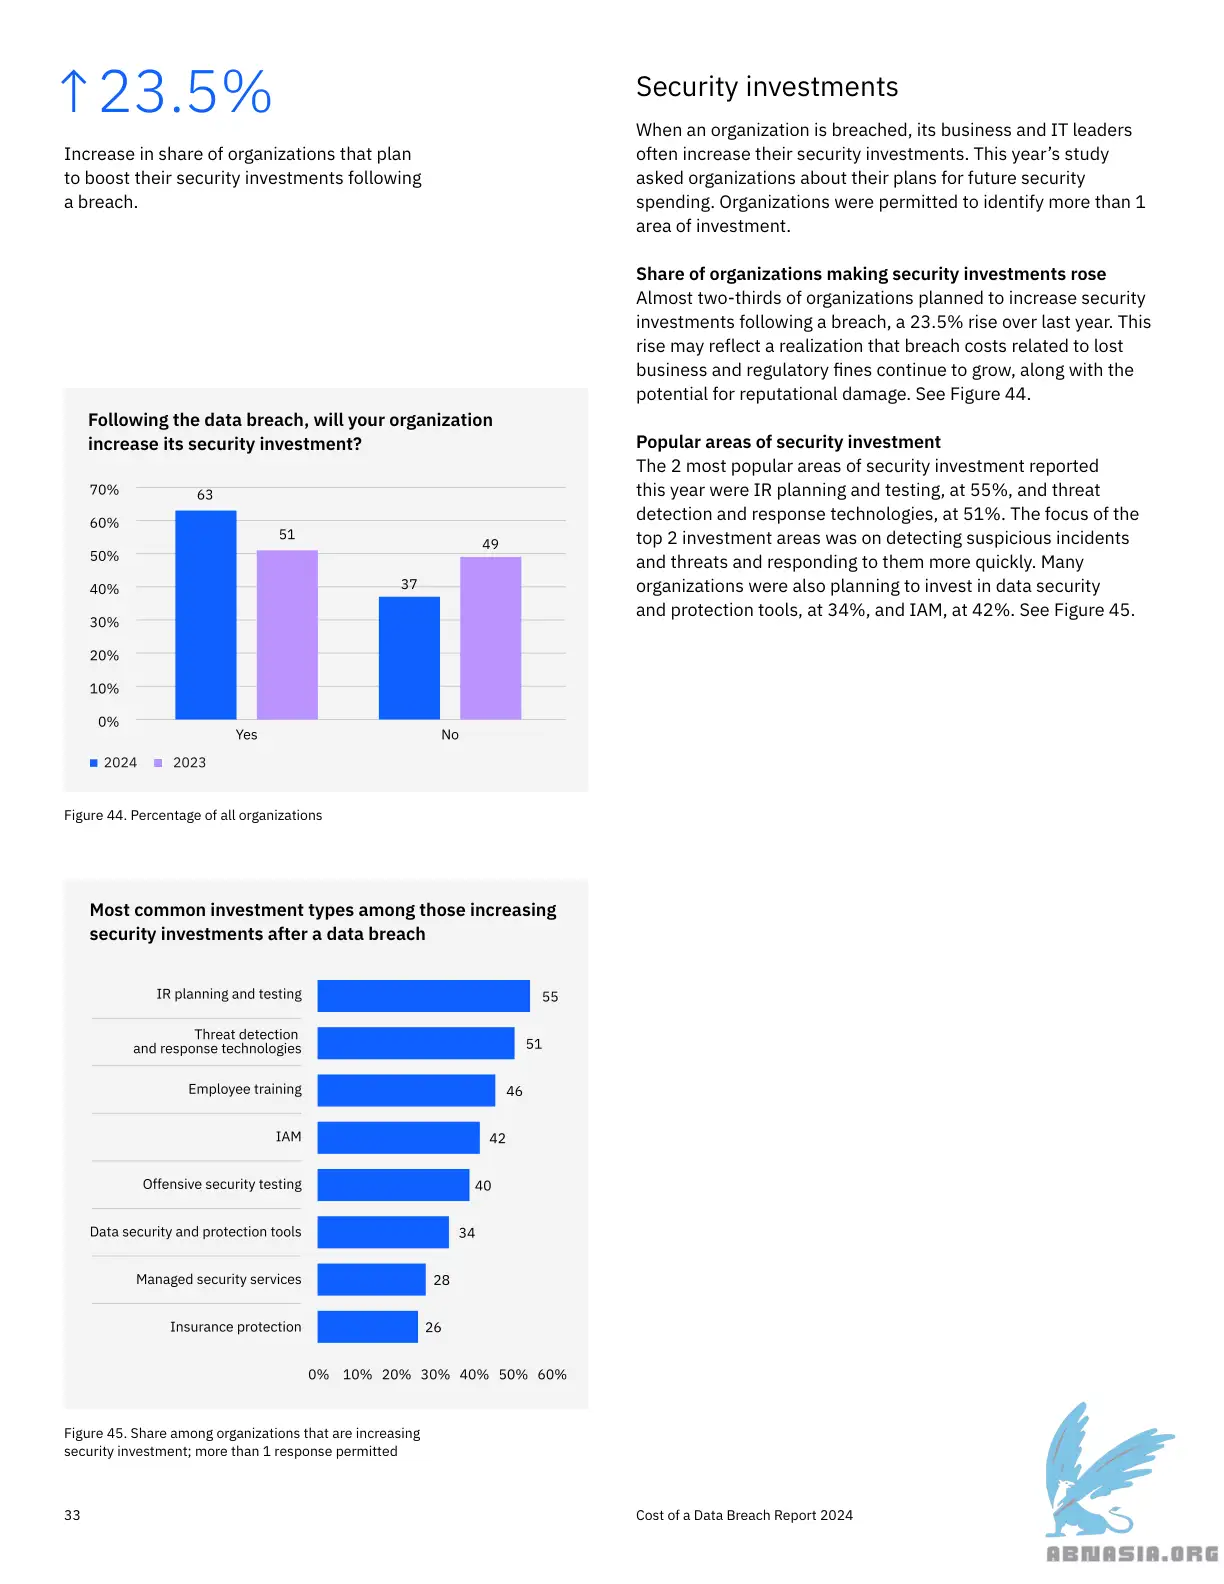 ↑23.5%
Increase in share of organizations that plan
to boost their security investments following
a breach.
Security investments
When an organization is breached, its business and IT leaders
often increase their security investments. This year’s study
asked organizations about their plans for future security
spending. Organizations were permitted to identify more than 1
area of investment.
Share of organizations making security investments rose
Almost two-thirds of organizations planned to increase security
investments following a breach, a 23.5% rise over last year. This
rise may reflect a realization that breach costs related to lost
business and regulatory fines continue to grow, along with the
potential for reputational damage. See Figure 44.
Popular areas of security investment
The 2 most popular areas of security investment reported
this year were IR planning and testing, at 55%, and threat
detection and response technologies, at 51%. The focus of the
top 2 investment areas was on detecting suspicious incidents
and threats and responding to them more quickly. Many
organizations were also planning to invest in data security
and protection tools, at 34%, and IAM, at 42%. See Figure 45.
Following the data breach, will your organization
increase its security investment?
70%
60%
50%
40%
30%
20%
10%
0%
63
51
37
49
Yes
No
2024
2023
Figure 44. Percentage of all organizations
Most common investment types among those increasing
security investments after a data breach
IR planning and testing
55
Threat detection
and response technologies
51
Employee training
46
IAM
42
Offensive security testing
40
Data security and protection tools
34
Managed security services
28
Insurance protection
26
0% 10% 20% 30% 40% 50% 60%
Figure 45. Share among organizations that are increasing
security investment; more than 1 response permitted
33
Cost of a Data Breach Report 2024
ABNASIA.ORG